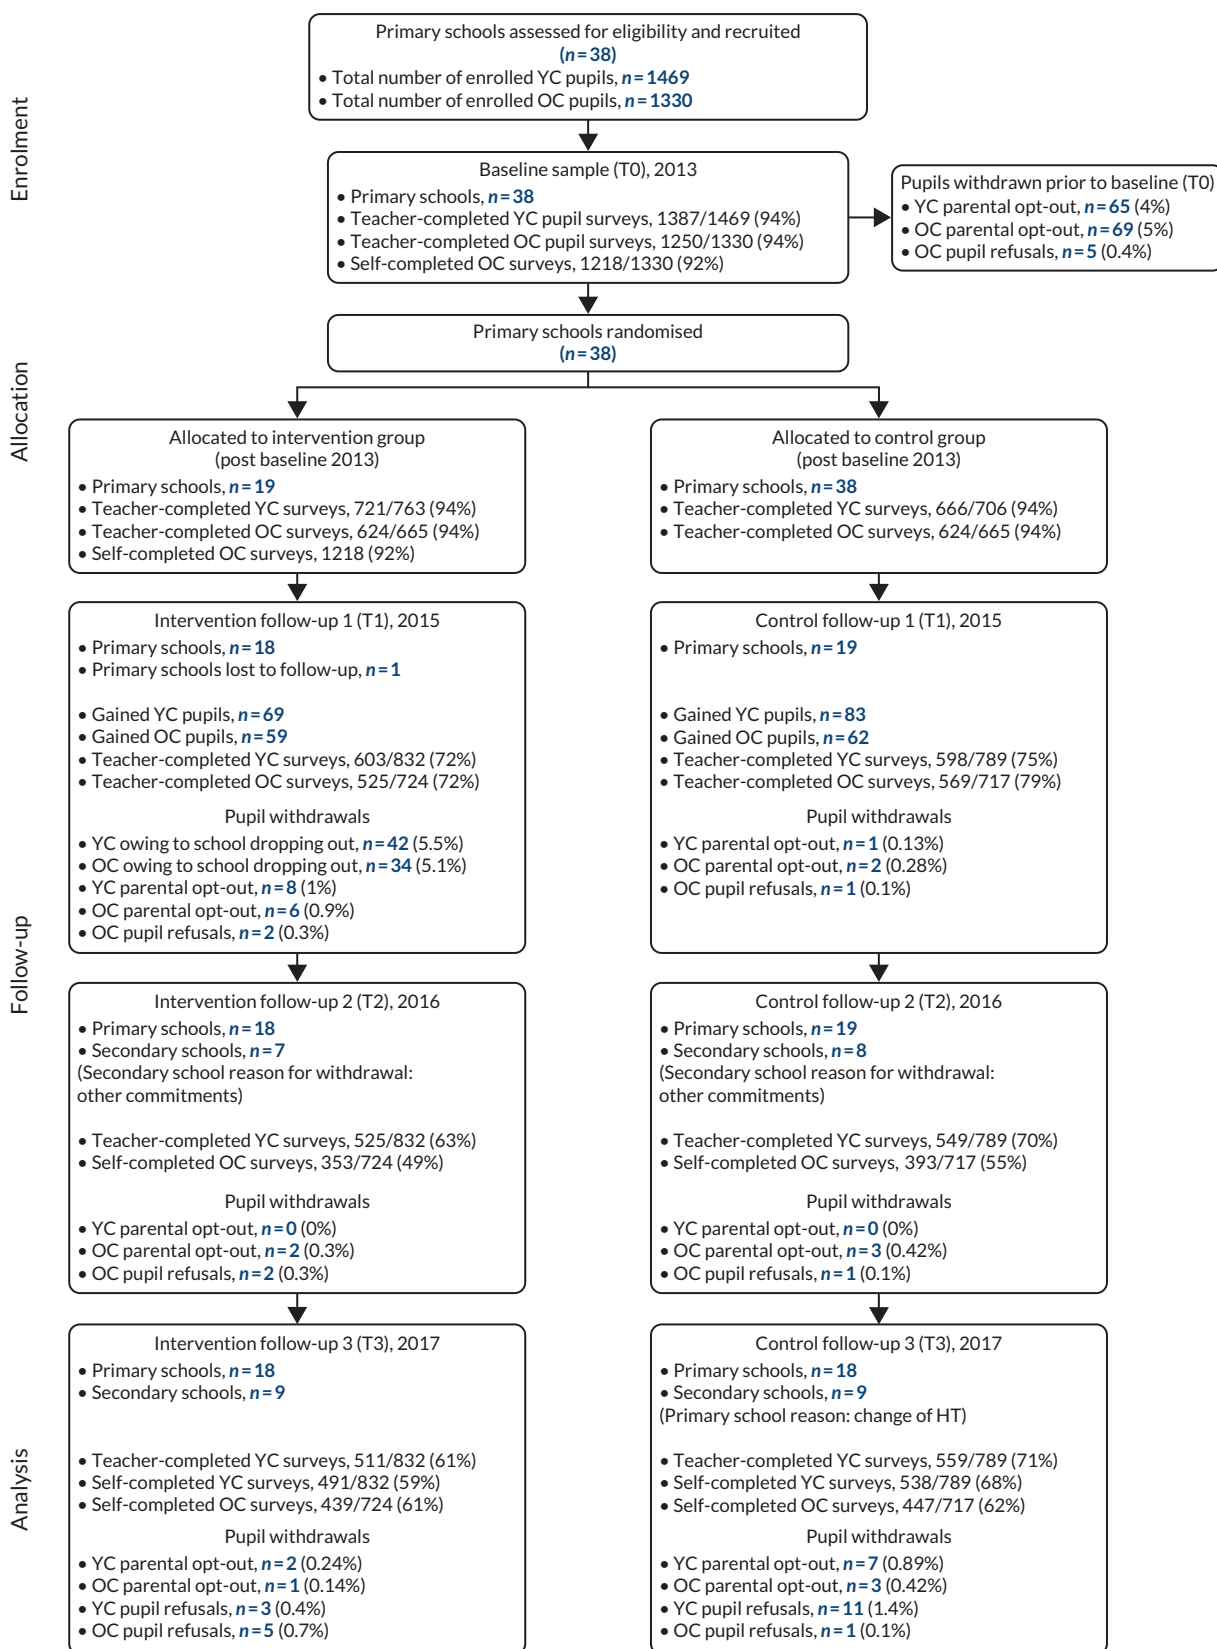 Enrolment
Primary schools assessed for eligibility and recruited
(n=38)
• Total number of enrolled YC pupils, n=1469
• Total number of enrolled OC pupils, n=1330
Baseline sample (T0), 2013
• Primary schools, n=38
• Teacher-completed YC pupil surveys, 1387/1469 (94%)
• Teacher-completed OC pupil surveys, 1250/1330 (94%)
• Self-completed OC surveys, 1218/1330 (92%)
Pupils withdrawn prior to baseline (T0)
• YC parental opt-out, n=65 (4%)
• OC parental opt-out, n=69 (5%)
• OC pupil refusals, n=5 (0.4%)
Allocation
Primary schools randomised
(n=38)
Allocated to intervention group
(post baseline 2013)
• Primary schools, n=19
• Teacher-completed YC surveys, 721/763 (94%)
• Teacher-completed OC surveys, 624/665 (94%)
• Self-completed OC surveys, 1218 (92%)
Allocated to control group
(post baseline 2013)
• Primary schools, n=38
• Teacher-completed YC surveys, 666/706 (94%)
• Teacher-completed OC surveys, 624/665 (94%)
Follow-up
Intervention follow-up 1 (T1), 2015
• Primary schools, n=18
• Primary schools lost to follow-up, n=1
• Gained YC pupils, n=69
• Gained OC pupils, n=59
• Teacher-completed YC surveys, 603/832 (72%)
• Teacher-completed OC surveys, 525/724 (72%)
Pupil withdrawals
• YC owing to school dropping out, n=42 (5.5%)
• OC owing to school dropping out, n=34 (5.1%)
• YC parental opt-out, n=8 (1%)
• OC parental opt-out, n=6 (0.9%)
• OC pupil refusals, n=2 (0.3%)
Control follow-up 1 (T1), 2015
• Primary schools, n=19
• Gained YC pupils, n=83
• Gained OC pupils, n=62
• Teacher-completed YC surveys, 598/789 (75%)
• Teacher-completed OC surveys, 569/717 (79%)
Pupil withdrawals
• YC parental opt-out, n=1 (0.13%)
• OC parental opt-out, n=2 (0.28%)
• OC pupil refusals, n=1 (0.1%)
Intervention follow-up 2 (T2), 2016
• Primary schools, n=18
• Secondary schools, n=7
(Secondary school reason for withdrawal:
other commitments)
• Teacher-completed YC surveys, 525/832 (63%)
• Self-completed OC surveys, 353/724 (49%)
Pupil withdrawals
• YC parental opt-out, n=0 (0%)
• OC parental opt-out, n=2 (0.3%)
• OC pupil refusals, n=2 (0.3%)
Control follow-up 2 (T2), 2016
• Primary schools, n=19
• Secondary schools, n=8
(Secondary school reason for withdrawal:
other commitments)
• Teacher-completed YC surveys, 549/789 (70%)
• Self-completed OC surveys, 393/717 (55%)
Pupil withdrawals
• YC parental opt-out, n=0 (0%)
• OC parental opt-out, n=3 (0.42%)
• OC pupil refusals, n=1 (0.1%)
Analysis
Intervention follow-up 3 (T3), 2017
• Primary schools, n=18
• Secondary schools, n=9
• Teacher-completed YC surveys, 511/832 (61%)
• Self-completed YC surveys, 491/832 (59%)
• Self-completed OC surveys, 439/724 (61%)
Pupil withdrawals
• YC parental opt-out, n=2 (0.24%)
• OC parental opt-out, n=1 (0.14%)
• YC pupil refusals, n=3 (0.4%)
• OC pupil refusals, n=5 (0.7%)
Control follow-up 3 (T3), 2017
• Primary schools, n=18
• Secondary schools, n=9
(Primary school reason: change of HT)
• Teacher-completed YC surveys, 559/789 (71%)
• Self-completed YC surveys, 538/789 (68%)
• Self-completed OC surveys, 447/717 (62%)
Pupil withdrawals
• YC parental opt-out, n=7 (0.89%)
• OC parental opt-out, n=3 (0.42%)
• YC pupil refusals, n=11 (1.4%)
• OC pupil refusals, n=1 (0.1%)